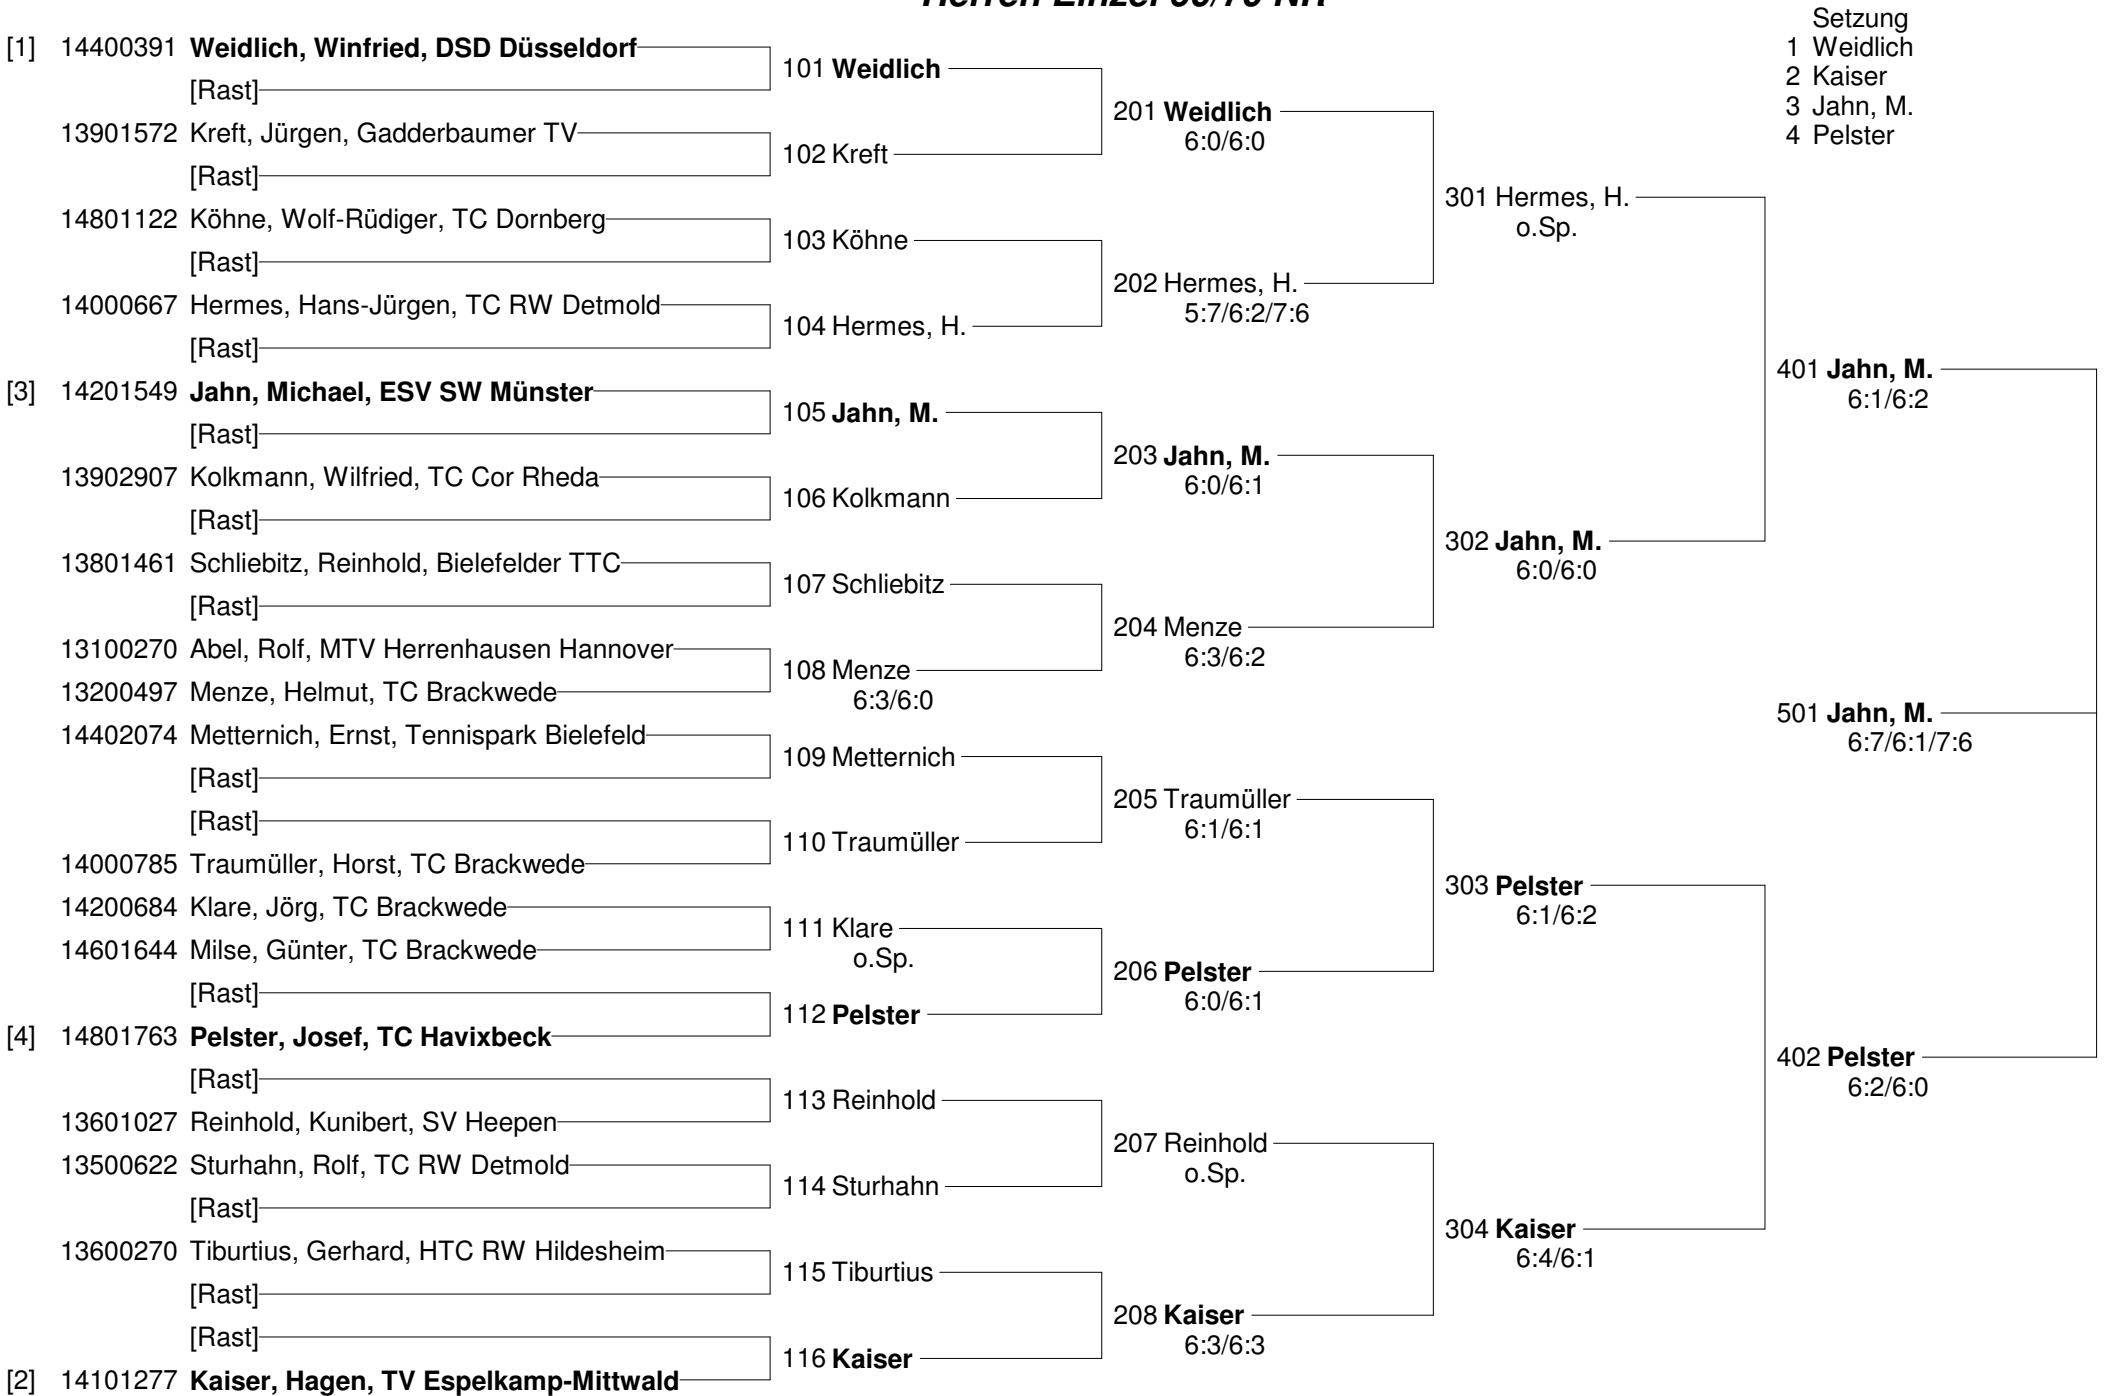 Setzung
1 Weidlich
2 Kaiser
3 Jahn, M.
4 Pelster
[1] 14400391 Weidlich, Winfried, DSD Düsseldorf
[Rast]
13901572 Kreft, Jürgen, Gadderbaumer TV
[Rast]
14801122 Köhne, Wolf-Rüdiger, TC Dornberg
[Rast]
14000667 Hermes, Hans-Jürgen, TC RW Detmold
[Rast]
[3] 14201549 Jahn, Michael, ESV SW Münster
[Rast]
13902907 Kolkmann, Wilfried, TC Cor Rheda
[Rast]
13801461 Schliebitz, Reinhold, Bielefelder TTC
[Rast]
13100270 Abel, Rolf, MTV Herrenhausen Hannover
13200497 Menze, Helmut, TC Brackwede
14402074 Metternich, Ernst, Tennispark Bielefeld
[Rast]
[Rast]
14000785 Traumüller, Horst, TC Brackwede
14200684 Klare, Jörg, TC Brackwede
14601644 Milse, Günter, TC Brackwede
[Rast]
[4] 14801763 Pelster, Josef, TC Havixbeck
[Rast]
13601027 Reinhold, Kunibert, SV Heepen
13500622 Sturhahn, Rolf, TC RW Detmold
[Rast]
13600270 Tiburtius, Gerhard, HTC RW Hildesheim
[Rast]
[Rast]
[2] 14101277 Kaiser, Hagen, TV Espelkamp-Mittwald
101 Weidlich
102 Kreft
103 Köhne
104 Hermes, H.
105 Jahn, M.
106 Kolkmann
107 Schliebitz
108 Menze
6:3/6:0
109 Metternich
110 Traumüller
111 Klare
o.Sp.
112 Pelster
113 Reinhold
114 Sturhahn
115 Tiburtius
116 Kaiser
201 Weidlich
6:0/6:0
202 Hermes, H.
5:7/6:2/7:6
203 Jahn, M.
6:0/6:1
204 Menze
6:3/6:2
205 Traumüller
6:1/6:1
206 Pelster
6:0/6:1
207 Reinhold
o.Sp.
208 Kaiser
6:3/6:3
301 Hermes, H.
o.Sp.
302 Jahn, M.
6:0/6:0
303 Pelster
6:1/6:2
304 Kaiser
6:4/6:1
401 Jahn, M.
6:1/6:2
402 Pelster
6:2/6:0
501 Jahn, M.
6:7/6:1/7:6